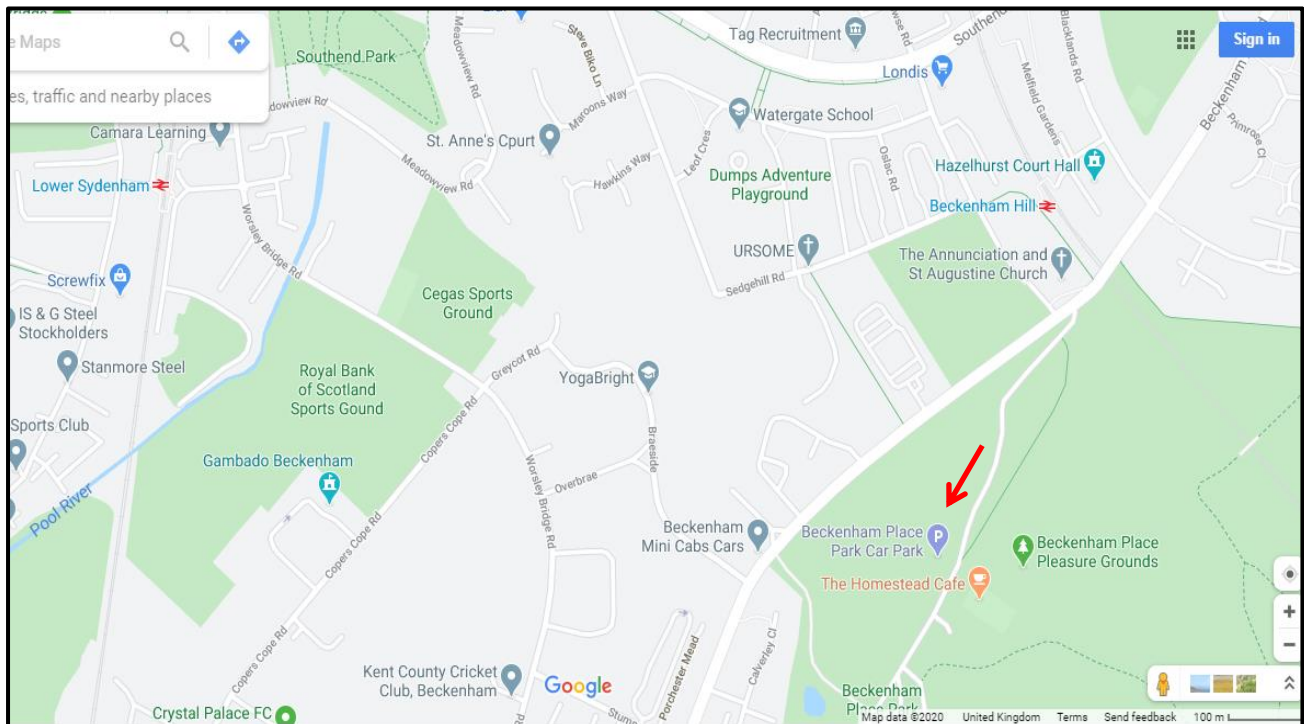 e Maps
Sign in
es, traffic and nearby places
Southend Park
Meadowview Rd
Steve Biko Ln
Tag Recruitment
Londis
Blacklands Rd
Melfield Gardens
Beckenham
Primrose Cl
Camara Learning
St. Anne's Cpurt
Maroons Way
Watergate School
Meadowview Rd
Hawkins Way
Leof Cres
Oslac Rd
Dumps Adventure
Playground
Hazelhurst Court Hall
Lower Sydenham
Beckenham Hill
Worsley Bridge Rd
URSOME
The Annunciation and
St Augustine Church
Sedgehill Rd
Screwfix
Cegas Sports
Ground
IS & G Steel
Stockholders
Stanmore Steel
Royal Bank
of Scotland
Sports Gound
Greycot Rd
YogaBright
Sports Club
Copers Cope Rd
Braeside
Gambado Beckenham
Worsley Bridge Rd
Overbrae
Pool River
Copers Cope Rd
Beckenham
Mini Cabs Cars
Beckenham Place
Park Car Park
P
Beckenham Place
Pleasure Grounds
The Homestead Cafe
Copers Cope Rd
Porchester Mead
Calverley Cl
Kent County Cricket
Club, Beckenham
Google
Crystal Palace FC
Beckenham
Place Park
Map data ©2020 United Kingdom Terms Send feedback 100 m